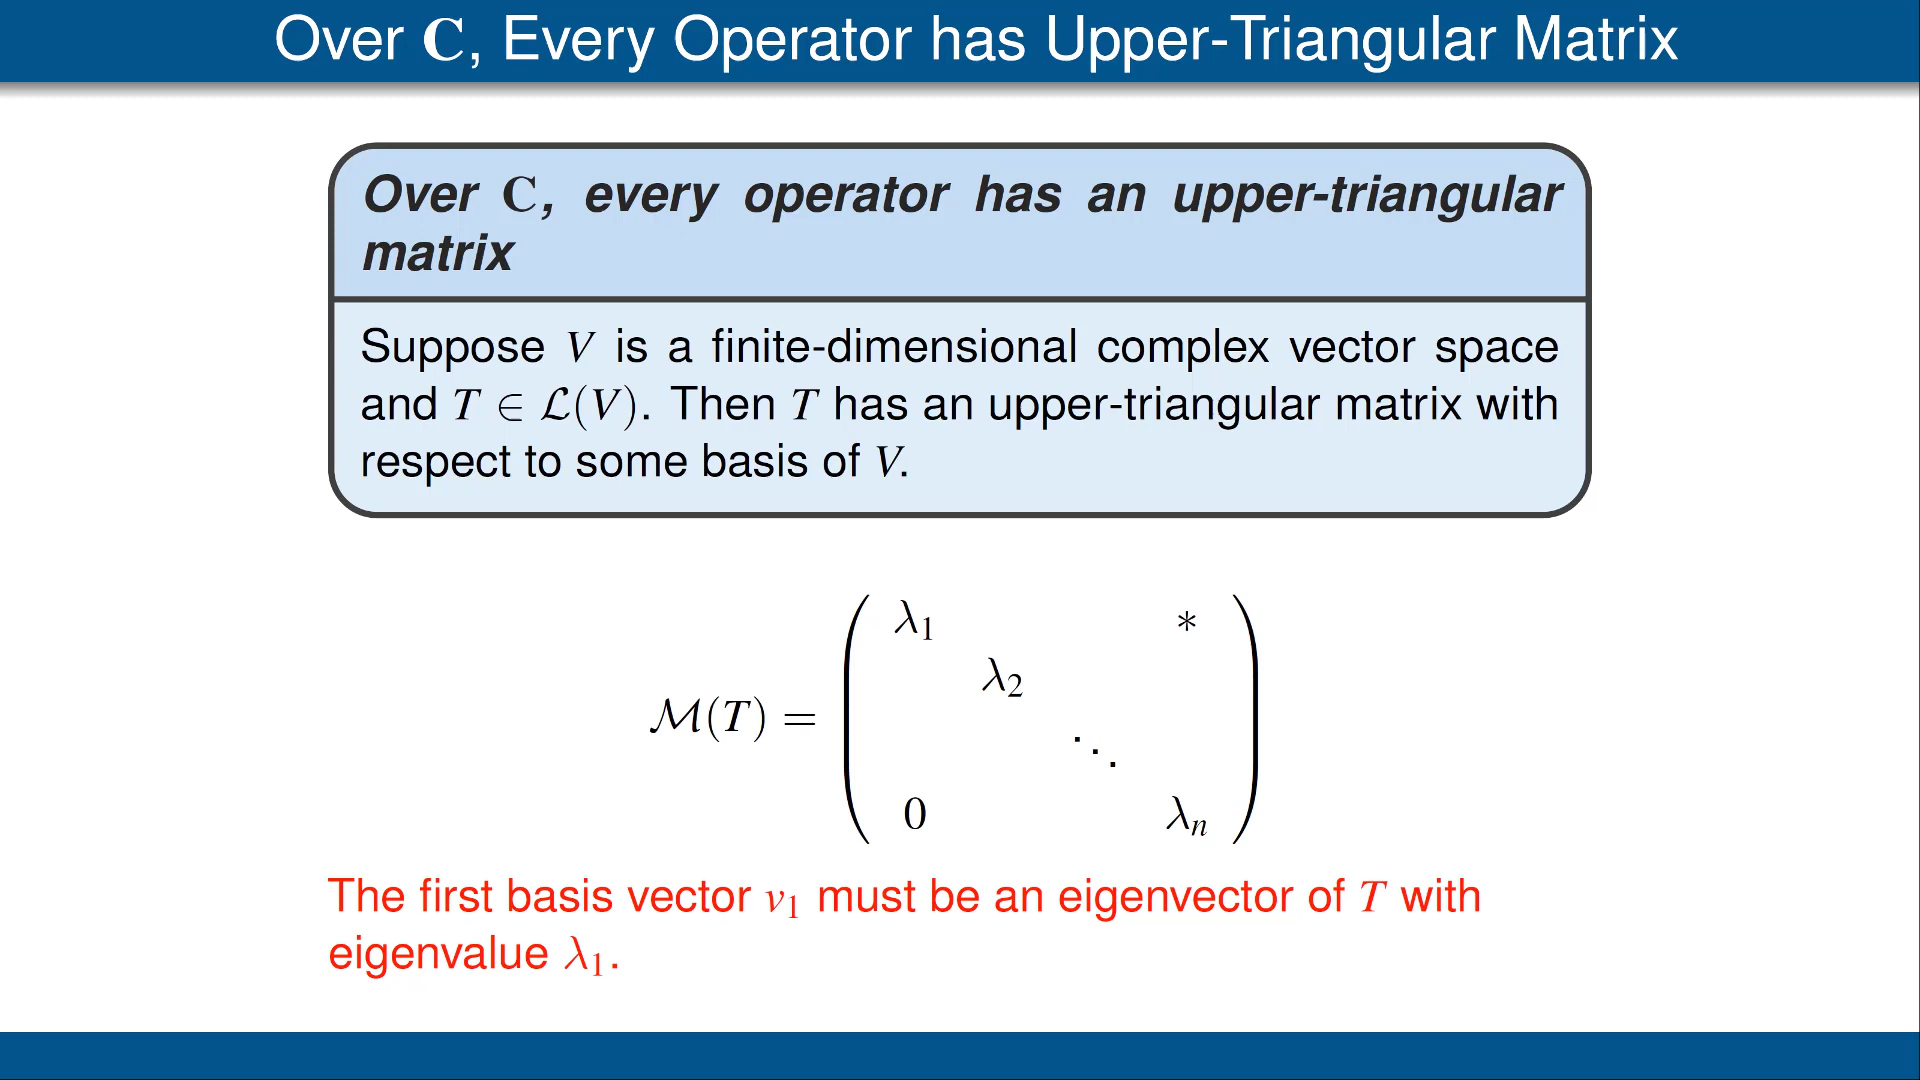 Over C, Every Operator has Upper-Triangular Matrix
Over C, every operator has an upper-triangular
matrix
Suppose V is a finite-dimensional complex vector space
and T ∈ ℒ(V). Then T has an upper-triangular matrix with
respect to some basis of V.
λ₁ *
λ₂
ℳ(T) =
⋱
0 λₙ
The first basis vector v₁ must be an eigenvector of T with
eigenvalue λ₁.